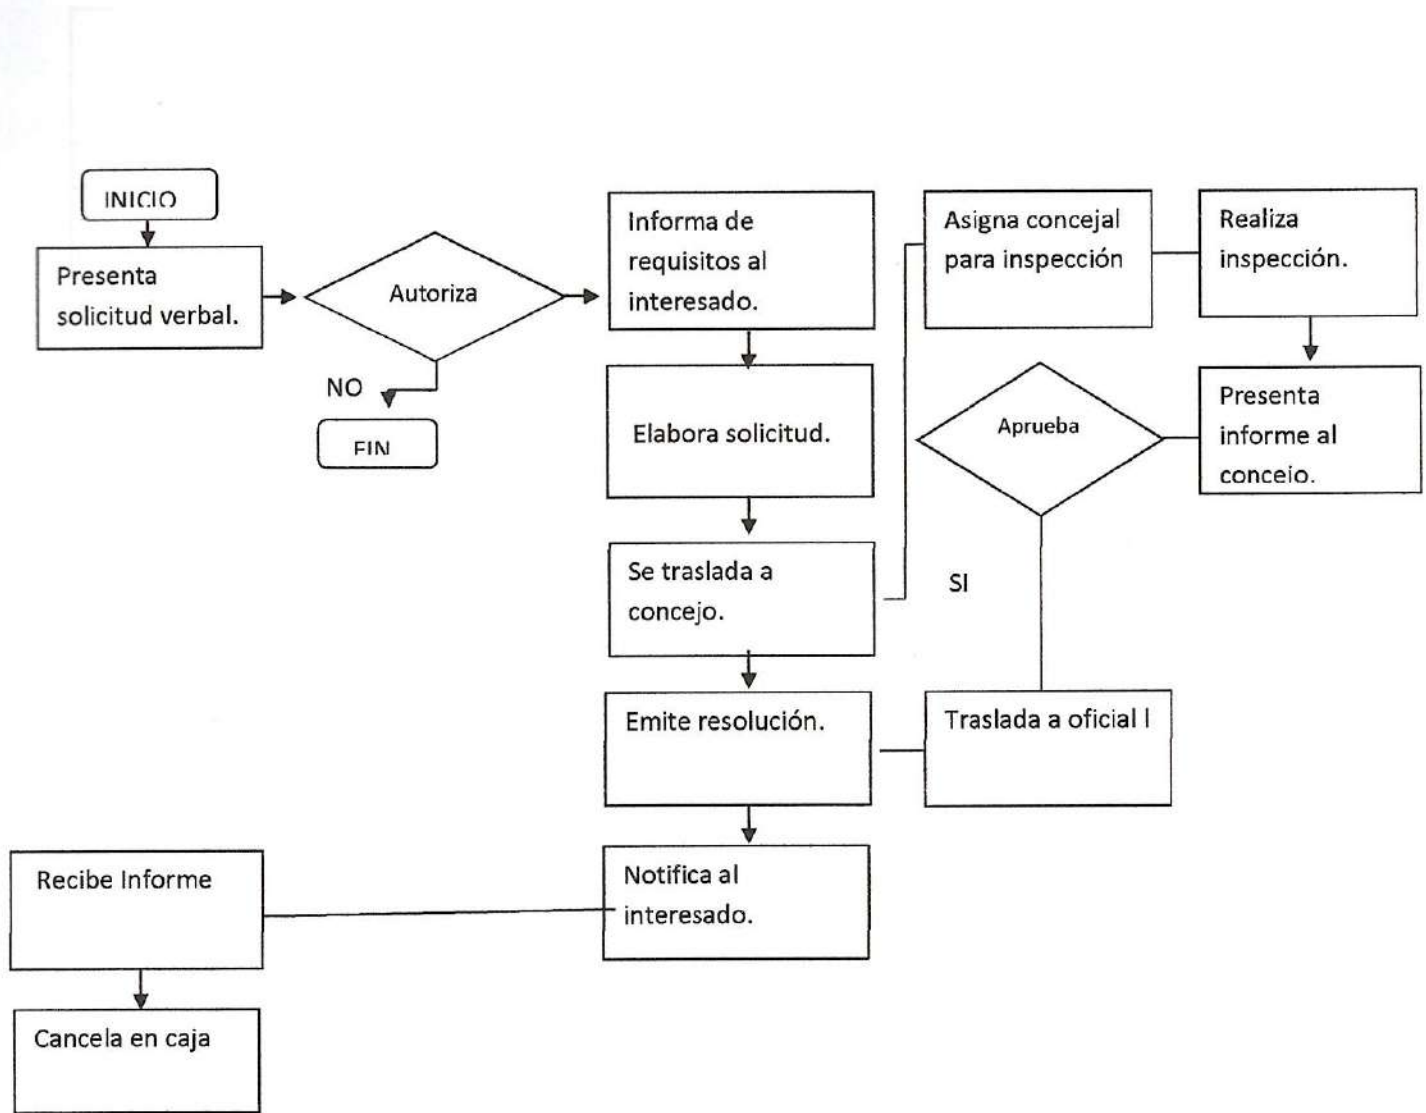 INICIO
Presenta
solicitud verbal.
Autoriza
NO
FIN
Informa de
requisitos al
interesado.
Elabora solicitud.
Se traslada a
concejo.
Emite resolución.
Notifica al
interesado.
Asigna concejal
para inspección
Realiza
inspección.
Presenta
informe al
concejo.
Aprueba
SI
Traslada a oficial I
Recibe Informe
Cancela en caja